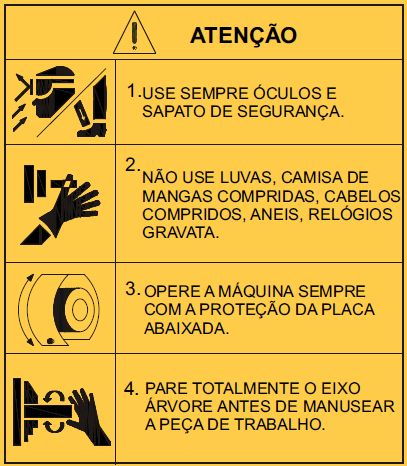 ATENÇÃO
1. USE SEMPRE ÓCULOS E
SAPATO DE SEGURANÇA.
2. NÃO USE LUVAS, CAMISA DE
MANGAS COMPRIDAS, CABELOS
COMPRIDOS, ANEIS, RELÓGIOS
GRAVATA.
3. OPERE A MÁQUINA SEMPRE
COM A PROTEÇÃO DA PLACA
ABAIXADA.
4. PARE TOTALMENTE O EIXO
ÁRVORE ANTES DE MANUSEAR
A PEÇA DE TRABALHO.